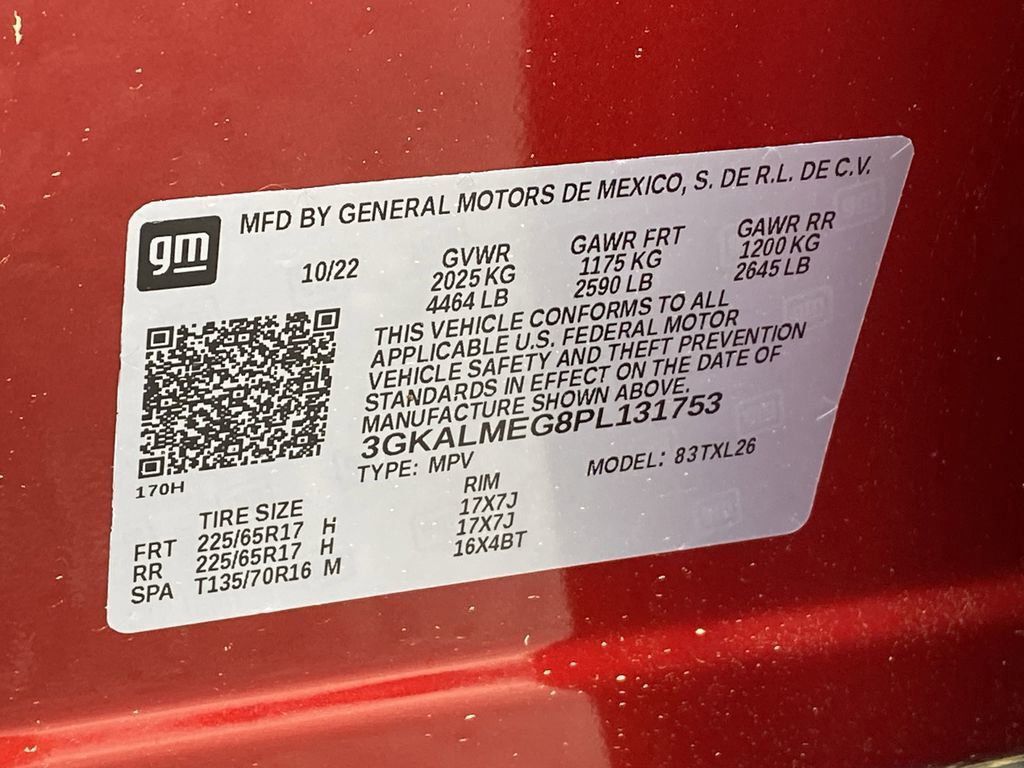 gm
MFD BY GENERAL MOTORS DE MEXICO, S. DE R.L. DE C.V.
10/22 GVWR GAWR FRT GAWR RR
2025 KG 1175 KG 1200 KG
4464 LB 2590 LB 2645 LB
THIS VEHICLE CONFORMS TO ALL
APPLICABLE U.S. FEDERAL MOTOR
VEHICLE SAFETY AND THEFT PREVENTION
STANDARDS IN EFFECT ON THE DATE OF
MANUFACTURE SHOWN ABOVE.
3GKALMEG8PL131753
TYPE: MPV MODEL: 83TXL26
170H
TIRE SIZE RIM
FRT 225/65R17 H 17X7J
RR 225/65R17 H 17X7J
SPA T135/70R16 M 16X4BT